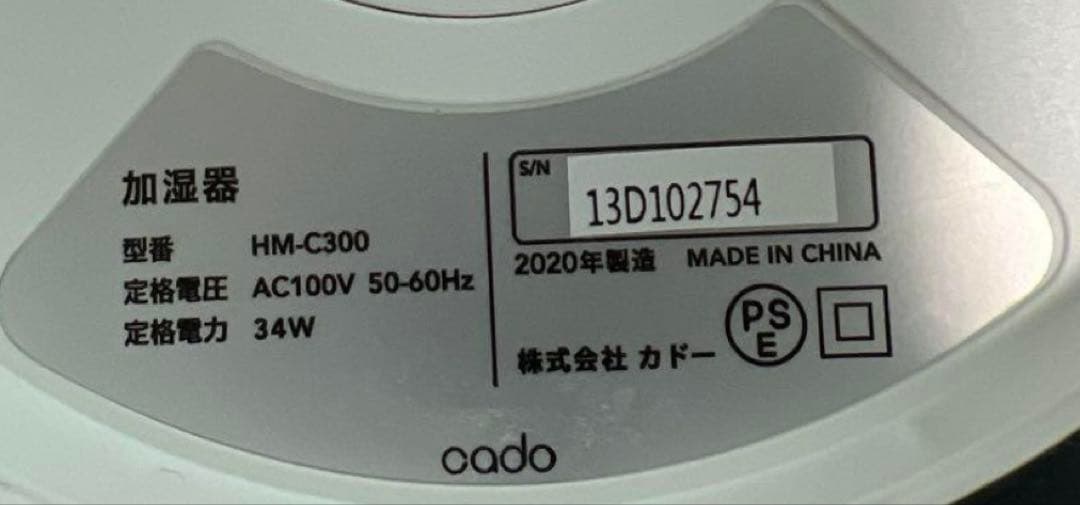 加湿器
型番 HM-C300
定格電圧 AC100V 50-60Hz
定格電力 34W
S/N 13D102754
2020年製造 MADE IN CHINA
株式会社 カドー PSE
cado